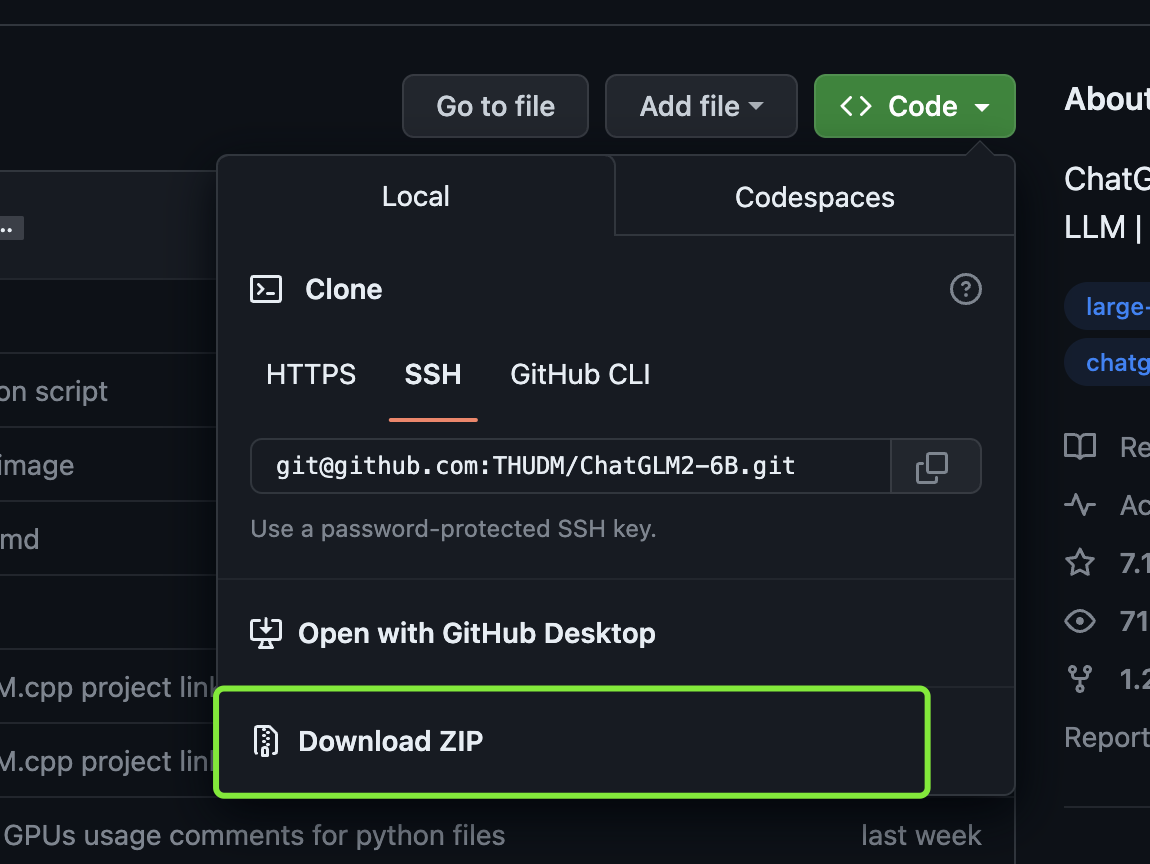 Go to file
Add file
Code
About
ChatG
LLM |
large-
chatg
Re
Ac
7.1
71
1.2
Report
Local
Codespaces
Clone
HTTPS
SSH
GitHub CLI
git@github.com:THUDM/ChatGLM2-6B.git
Use a password-protected SSH key.
Open with GitHub Desktop
Download ZIP
...
on script
image
md
M.cpp project lin
M.cpp project lin
GPUs usage comments for python files
last week